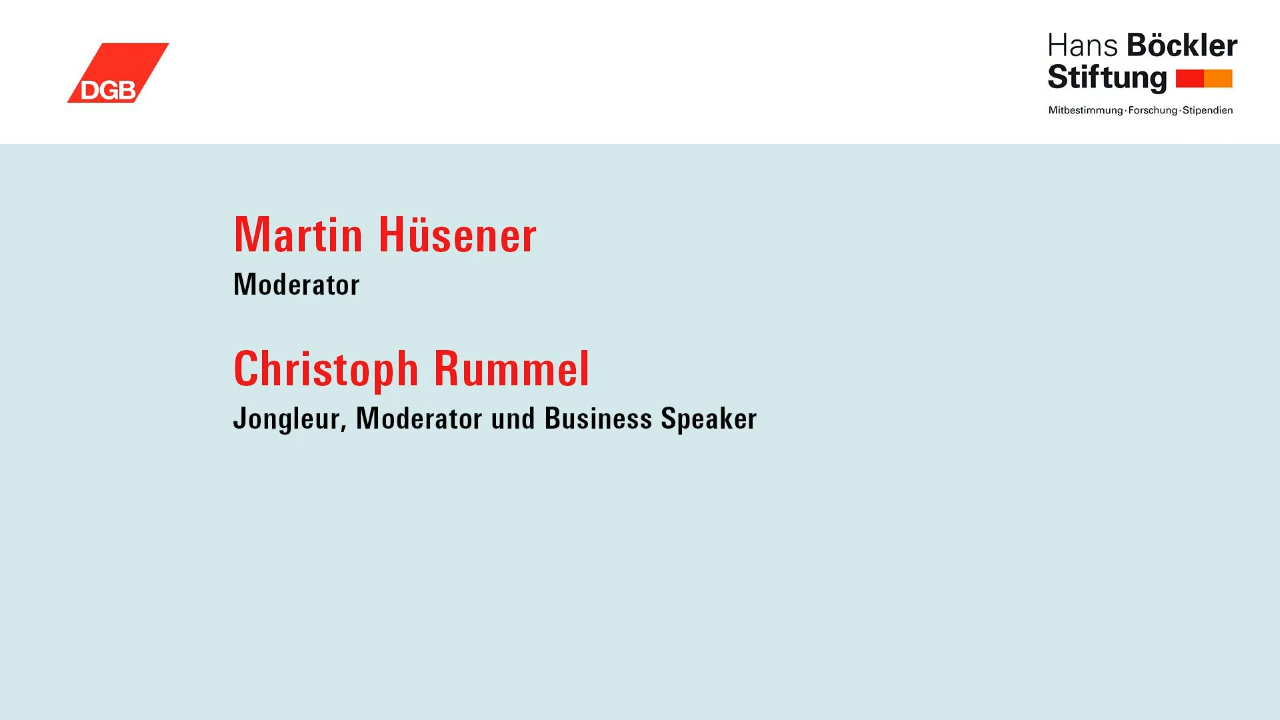 DGB
Hans Böckler
Stiftung
Mitbestimmung · Forschung · Stipendien
Martin Hüsener
Moderator
Christoph Rummel
Jongleur, Moderator und Business Speaker